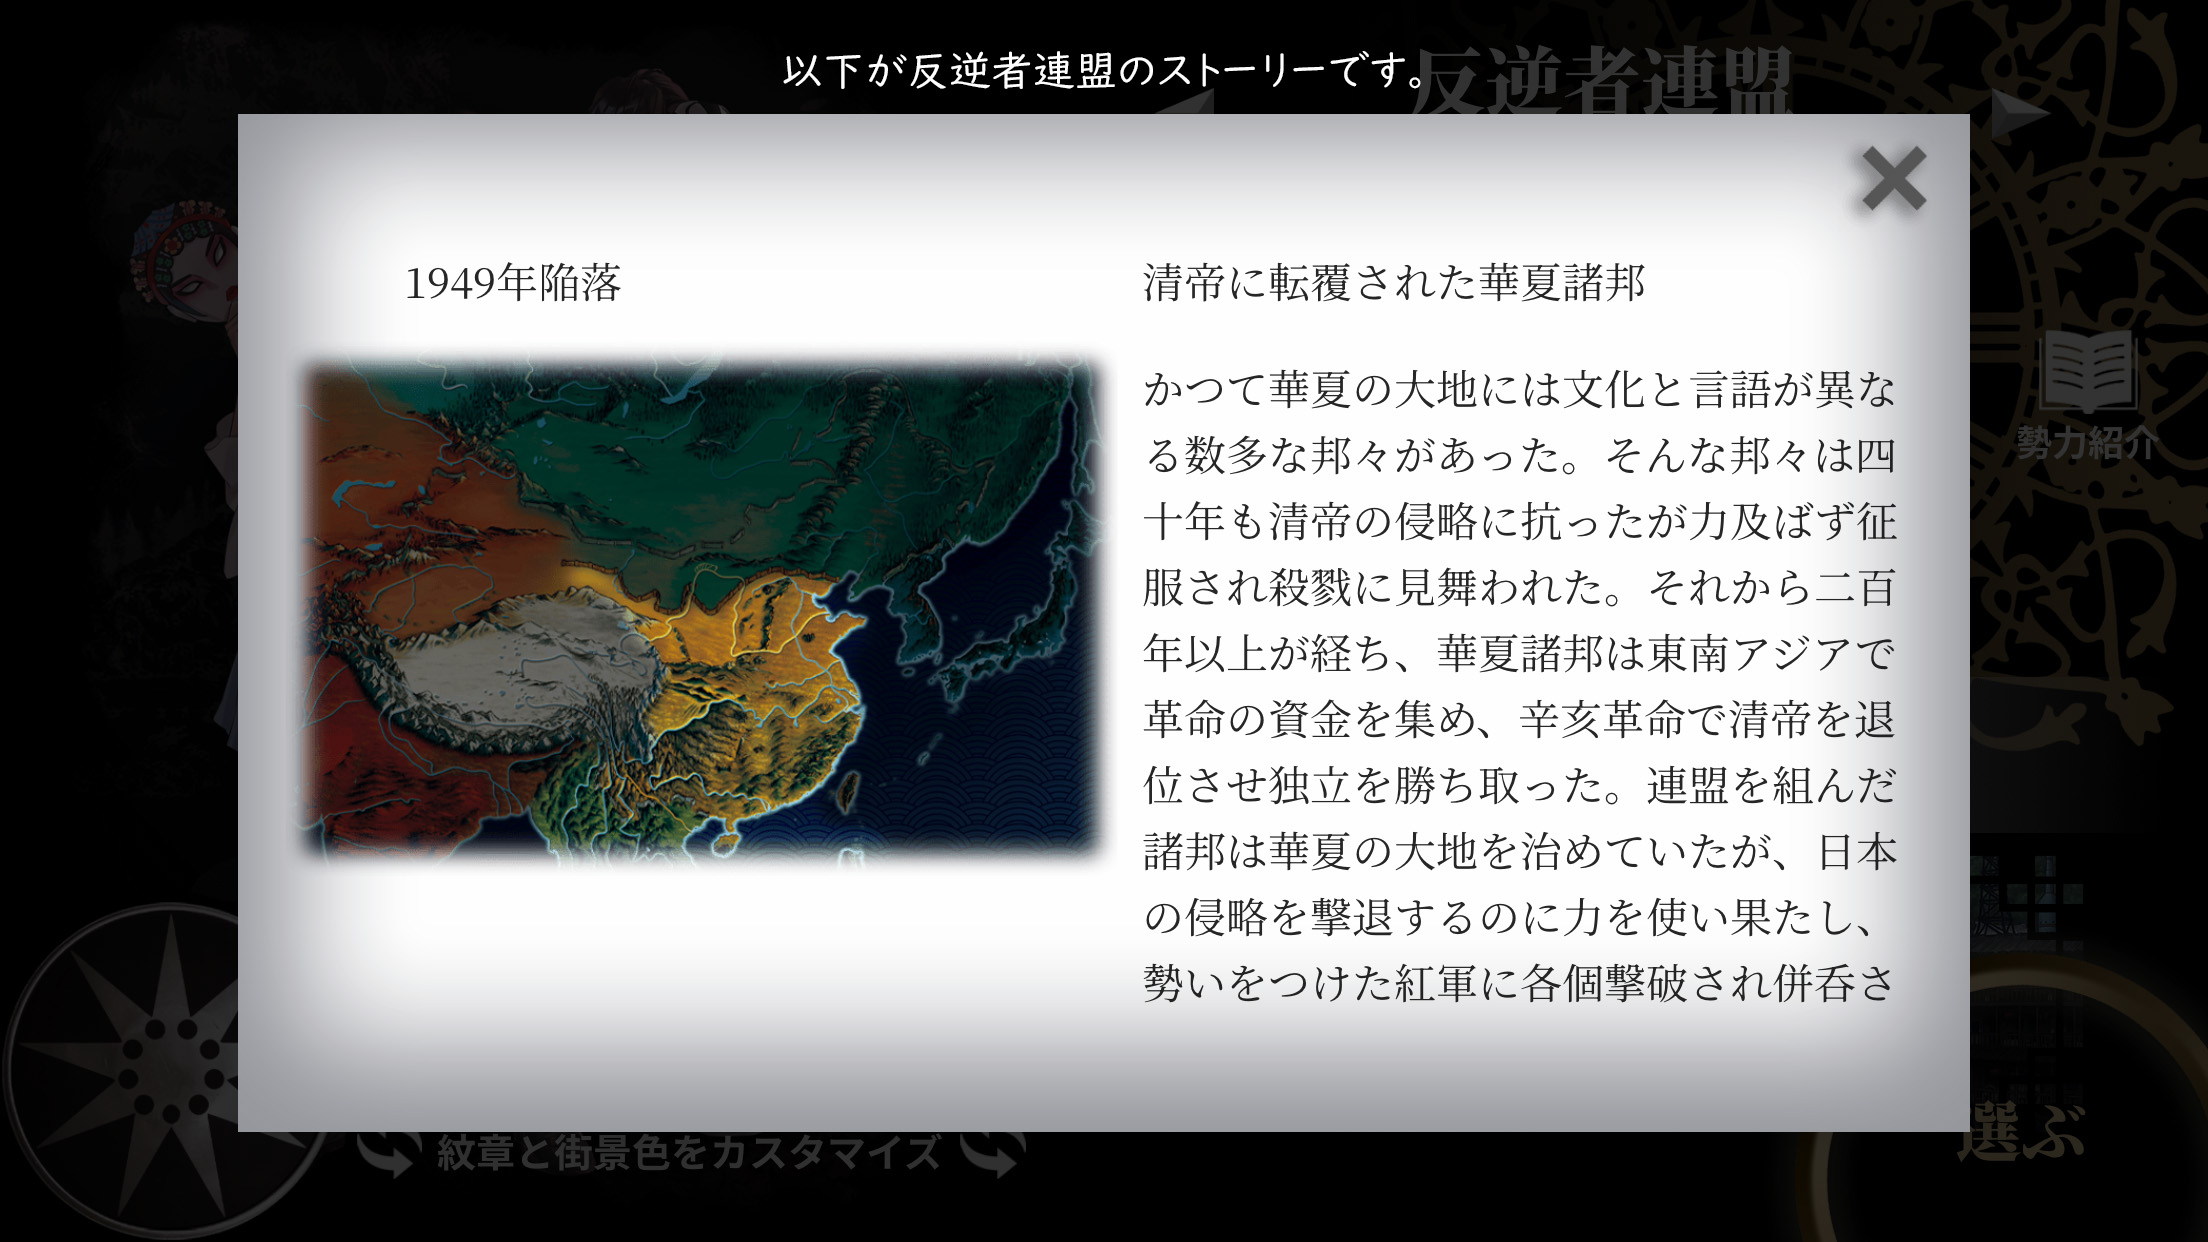 以下が反逆者連盟のストーリーです。
反逆者連盟
1949年陥落
清帝に転覆された華夏諸邦
かつて華夏の大地には文化と言語が異な
る数多な邦々があった。そんな邦々は四
十年も清帝の侵略に抗ったが力及ばず征
服され殺戮に見舞われた。それから二百
年以上が経ち、華夏諸邦は東南アジアで
革命の資金を集め、辛亥革命で清帝を退
位させ独立を勝ち取った。連盟を組んだ
諸邦は華夏の大地を治めていたが、日本
の侵略を撃退するのに力を使い果たし、
勢いをつけた紅軍に各個撃破され併呑さ
勢力紹介
紋章と街景色をカスタマイズ
選ぶ